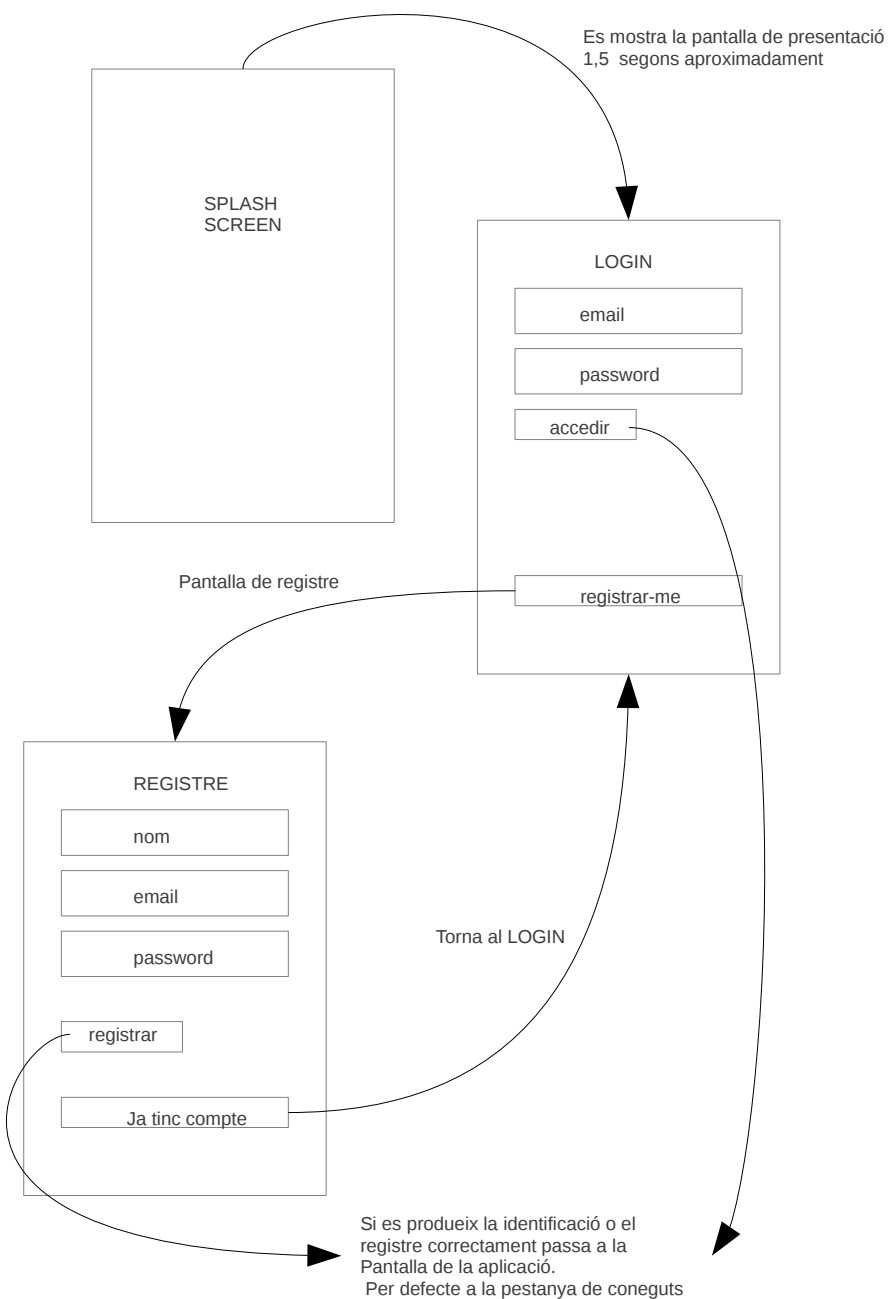 Es mostra la pantalla de presentació
1,5  segons aproximadament
SPLASH
SCREEN
LOGIN
email
password
accedir
registrar-me
Pantalla de registre
REGISTRE
nom
email
password
registrar
Ja tinc compte
Torna al LOGIN
Si es produeix la identificació o el
registre correctament passa a la
Pantalla de la aplicació.
Per defecte a la pestanya de coneguts